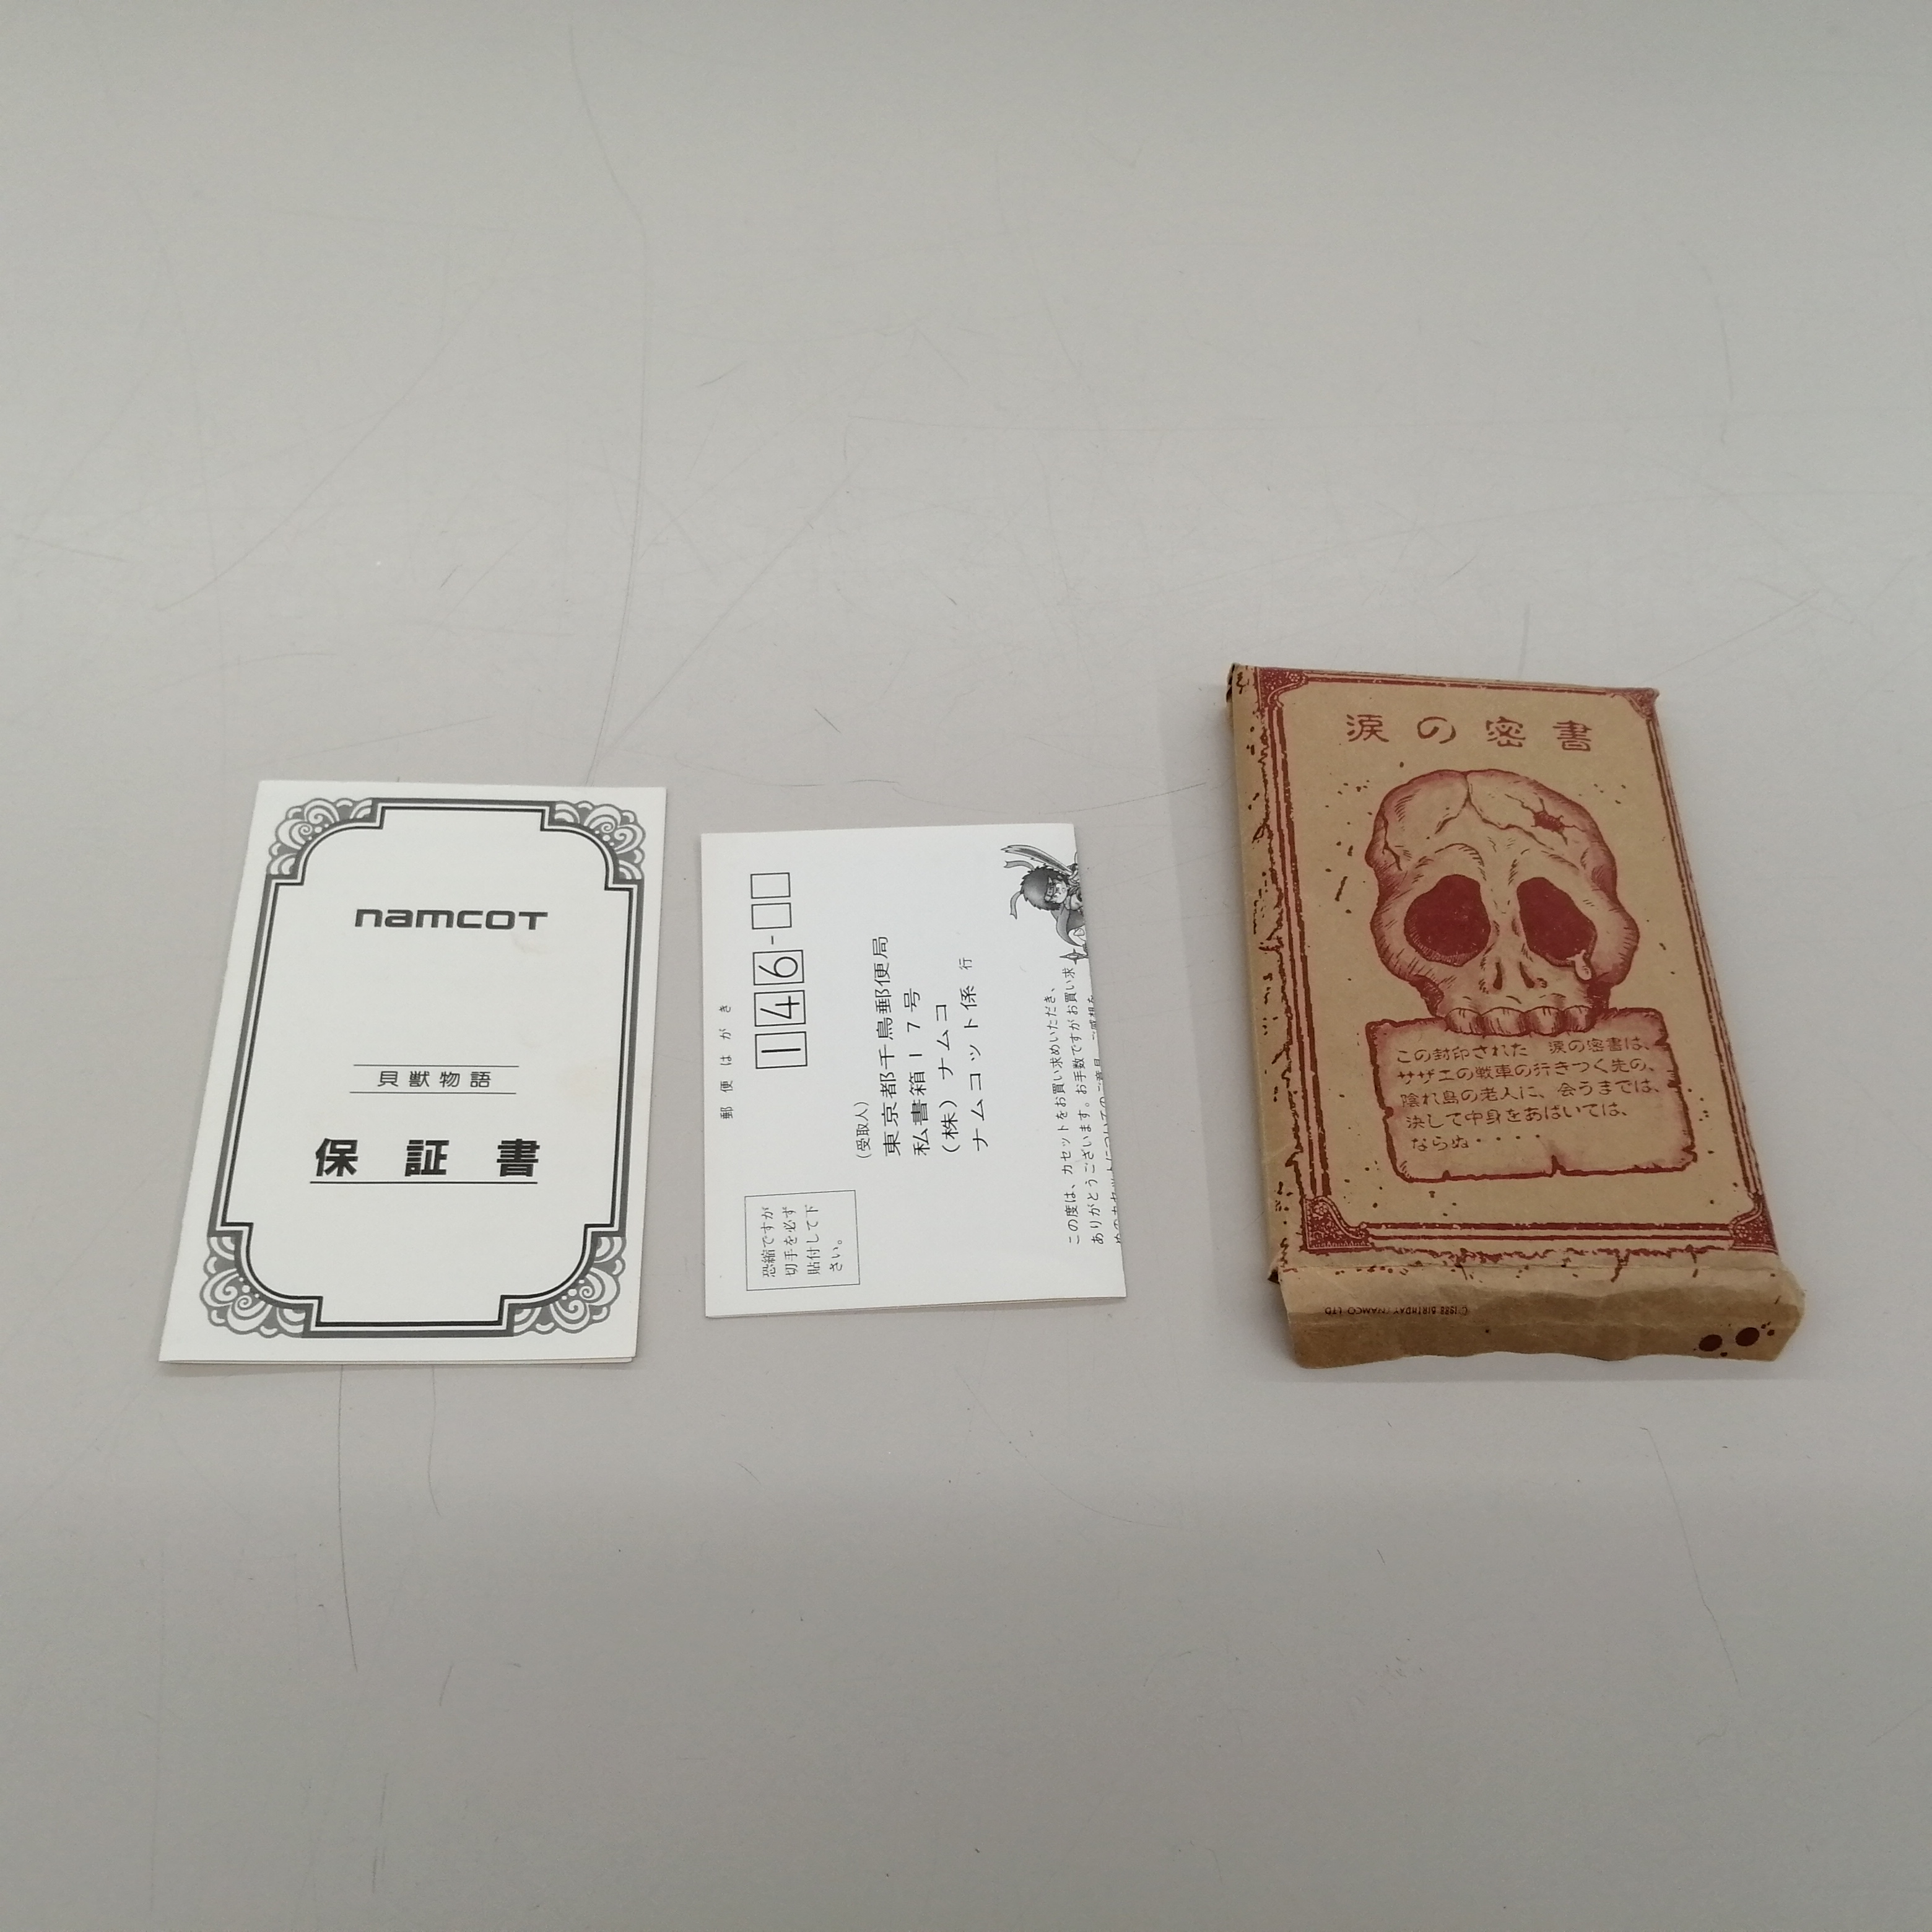 namcoT
貝獣物語
保証書
郵便はがき
146-
(受取人)
東京都千鳥郵便局
私書箱17号
(株)ナムコ
ナムコット係 行
恐縮ですが
切手を必ず
貼付して下
さい。
この度は、カセットをお買い求めいただき、
ありがとうございます。お手数ですがお買い求
涙の密書
この封印された 涙の密書は、
サザエの戦車の行きつく先の、
陰れ島の老人に、会うまでは、
決して中身をあばいては、
ならぬ・・・・
©1988 BIRTHDAY/NAMCO LTD